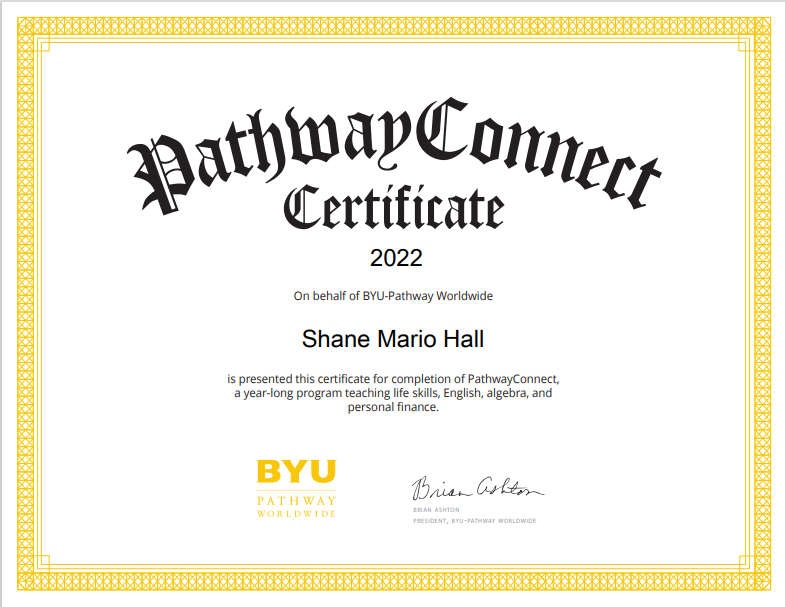 PathwayConnect
Certificate
2022
On behalf of BYU-Pathway Worldwide
Shane Mario Hall
is presented this certificate for completion of PathwayConnect,
a year-long program teaching life skills, English, algebra, and
personal finance.
BYU
PATHWAY
WORLDWIDE
Brian Ashton
BRIAN ASHTON
PRESIDENT, BYU-PATHWAY WORLDWIDE